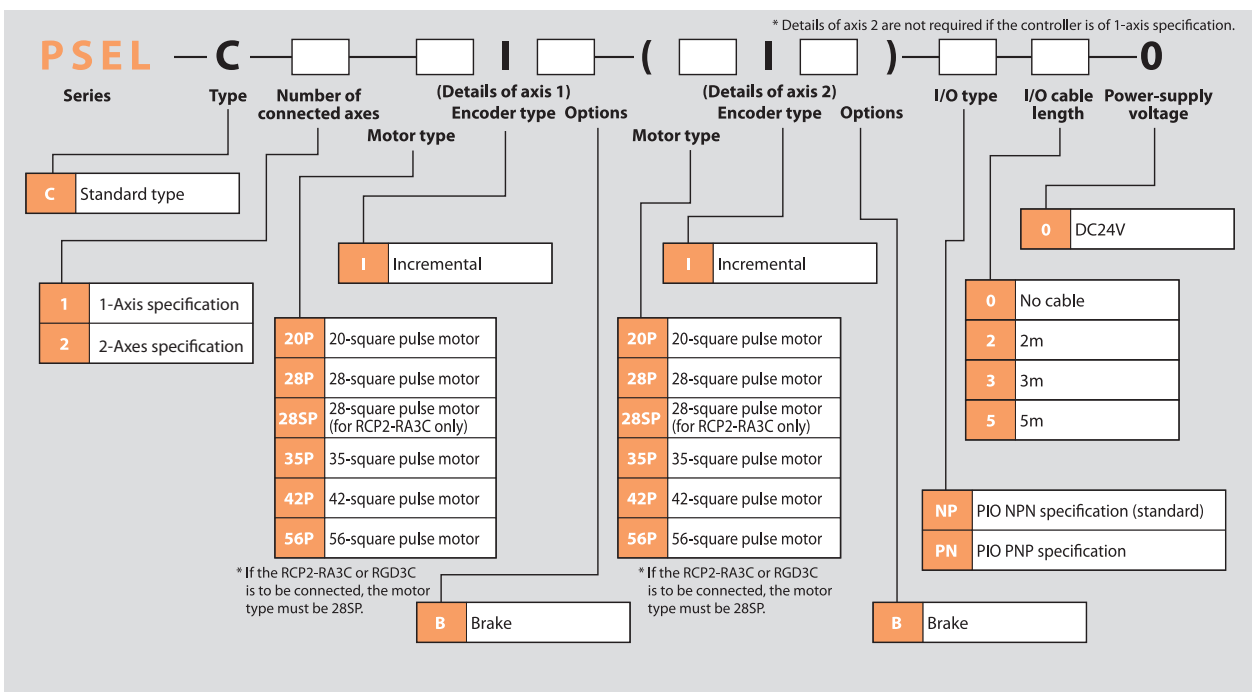 * Details of axis 2 are not required if the controller is of 1-axis specification.
PSEL — C — — I — ( I ) — — — 0
Series
Type
Number of
connected axes
(Details of axis 1)
Motor type
Encoder type
Options
(Details of axis 2)
Motor type
Encoder type
Options
I/O type
I/O cable
length
Power-supply
voltage
C Standard type
1 1-Axis specification
2 2-Axes specification
I Incremental
20P 20-square pulse motor
28P 28-square pulse motor
28SP 28-square pulse motor
(for RCP2-RA3C only)
35P 35-square pulse motor
42P 42-square pulse motor
56P 56-square pulse motor
* If the RCP2-RA3C or RGD3C
is to be connected, the motor
type must be 28SP.
B Brake
I Incremental
20P 20-square pulse motor
28P 28-square pulse motor
28SP 28-square pulse motor
(for RCP2-RA3C only)
35P 35-square pulse motor
42P 42-square pulse motor
56P 56-square pulse motor
* If the RCP2-RA3C or RGD3C
is to be connected, the motor
type must be 28SP.
B Brake
0 DC24V
0 No cable
2 2m
3 3m
5 5m
NP PIO NPN specification (standard)
PN PIO PNP specification